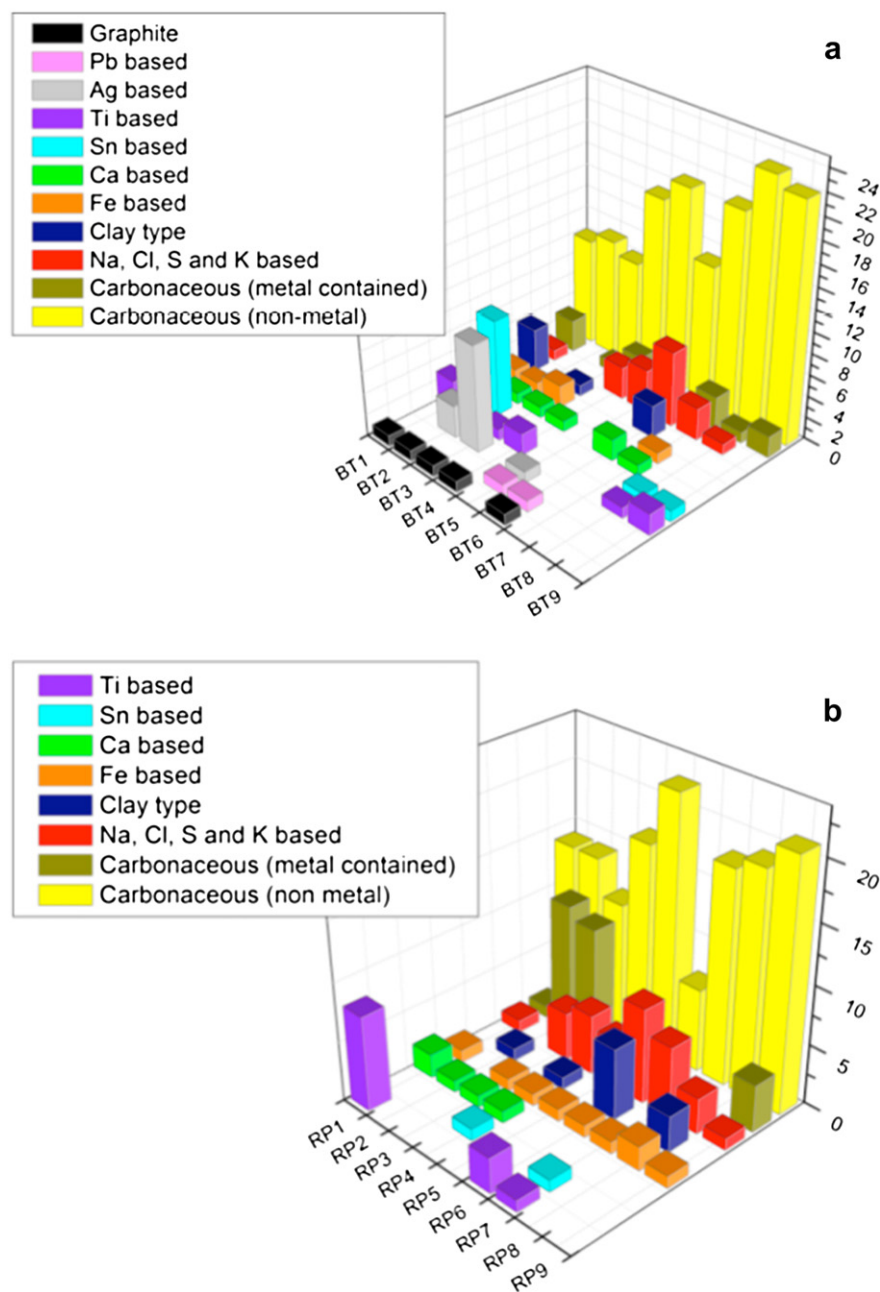 a
Graphite
Pb based
Ag based
Ti based
Sn based
Ca based
Fe based
Clay type
Na, Cl, S and K based
Carbonaceous (metal contained)
Carbonaceous (non-metal)
24
22
20
18
16
14
12
10
8
6
4
2
0
BT1
BT2
BT3
BT4
BT5
BT6
BT7
BT8
BT9
b
Ti based
Sn based
Ca based
Fe based
Clay type
Na, Cl, S and K based
Carbonaceous (metal contained)
Carbonaceous (non metal)
20
15
10
5
0
RP1
RP2
RP3
RP4
RP5
RP6
RP7
RP8
RP9